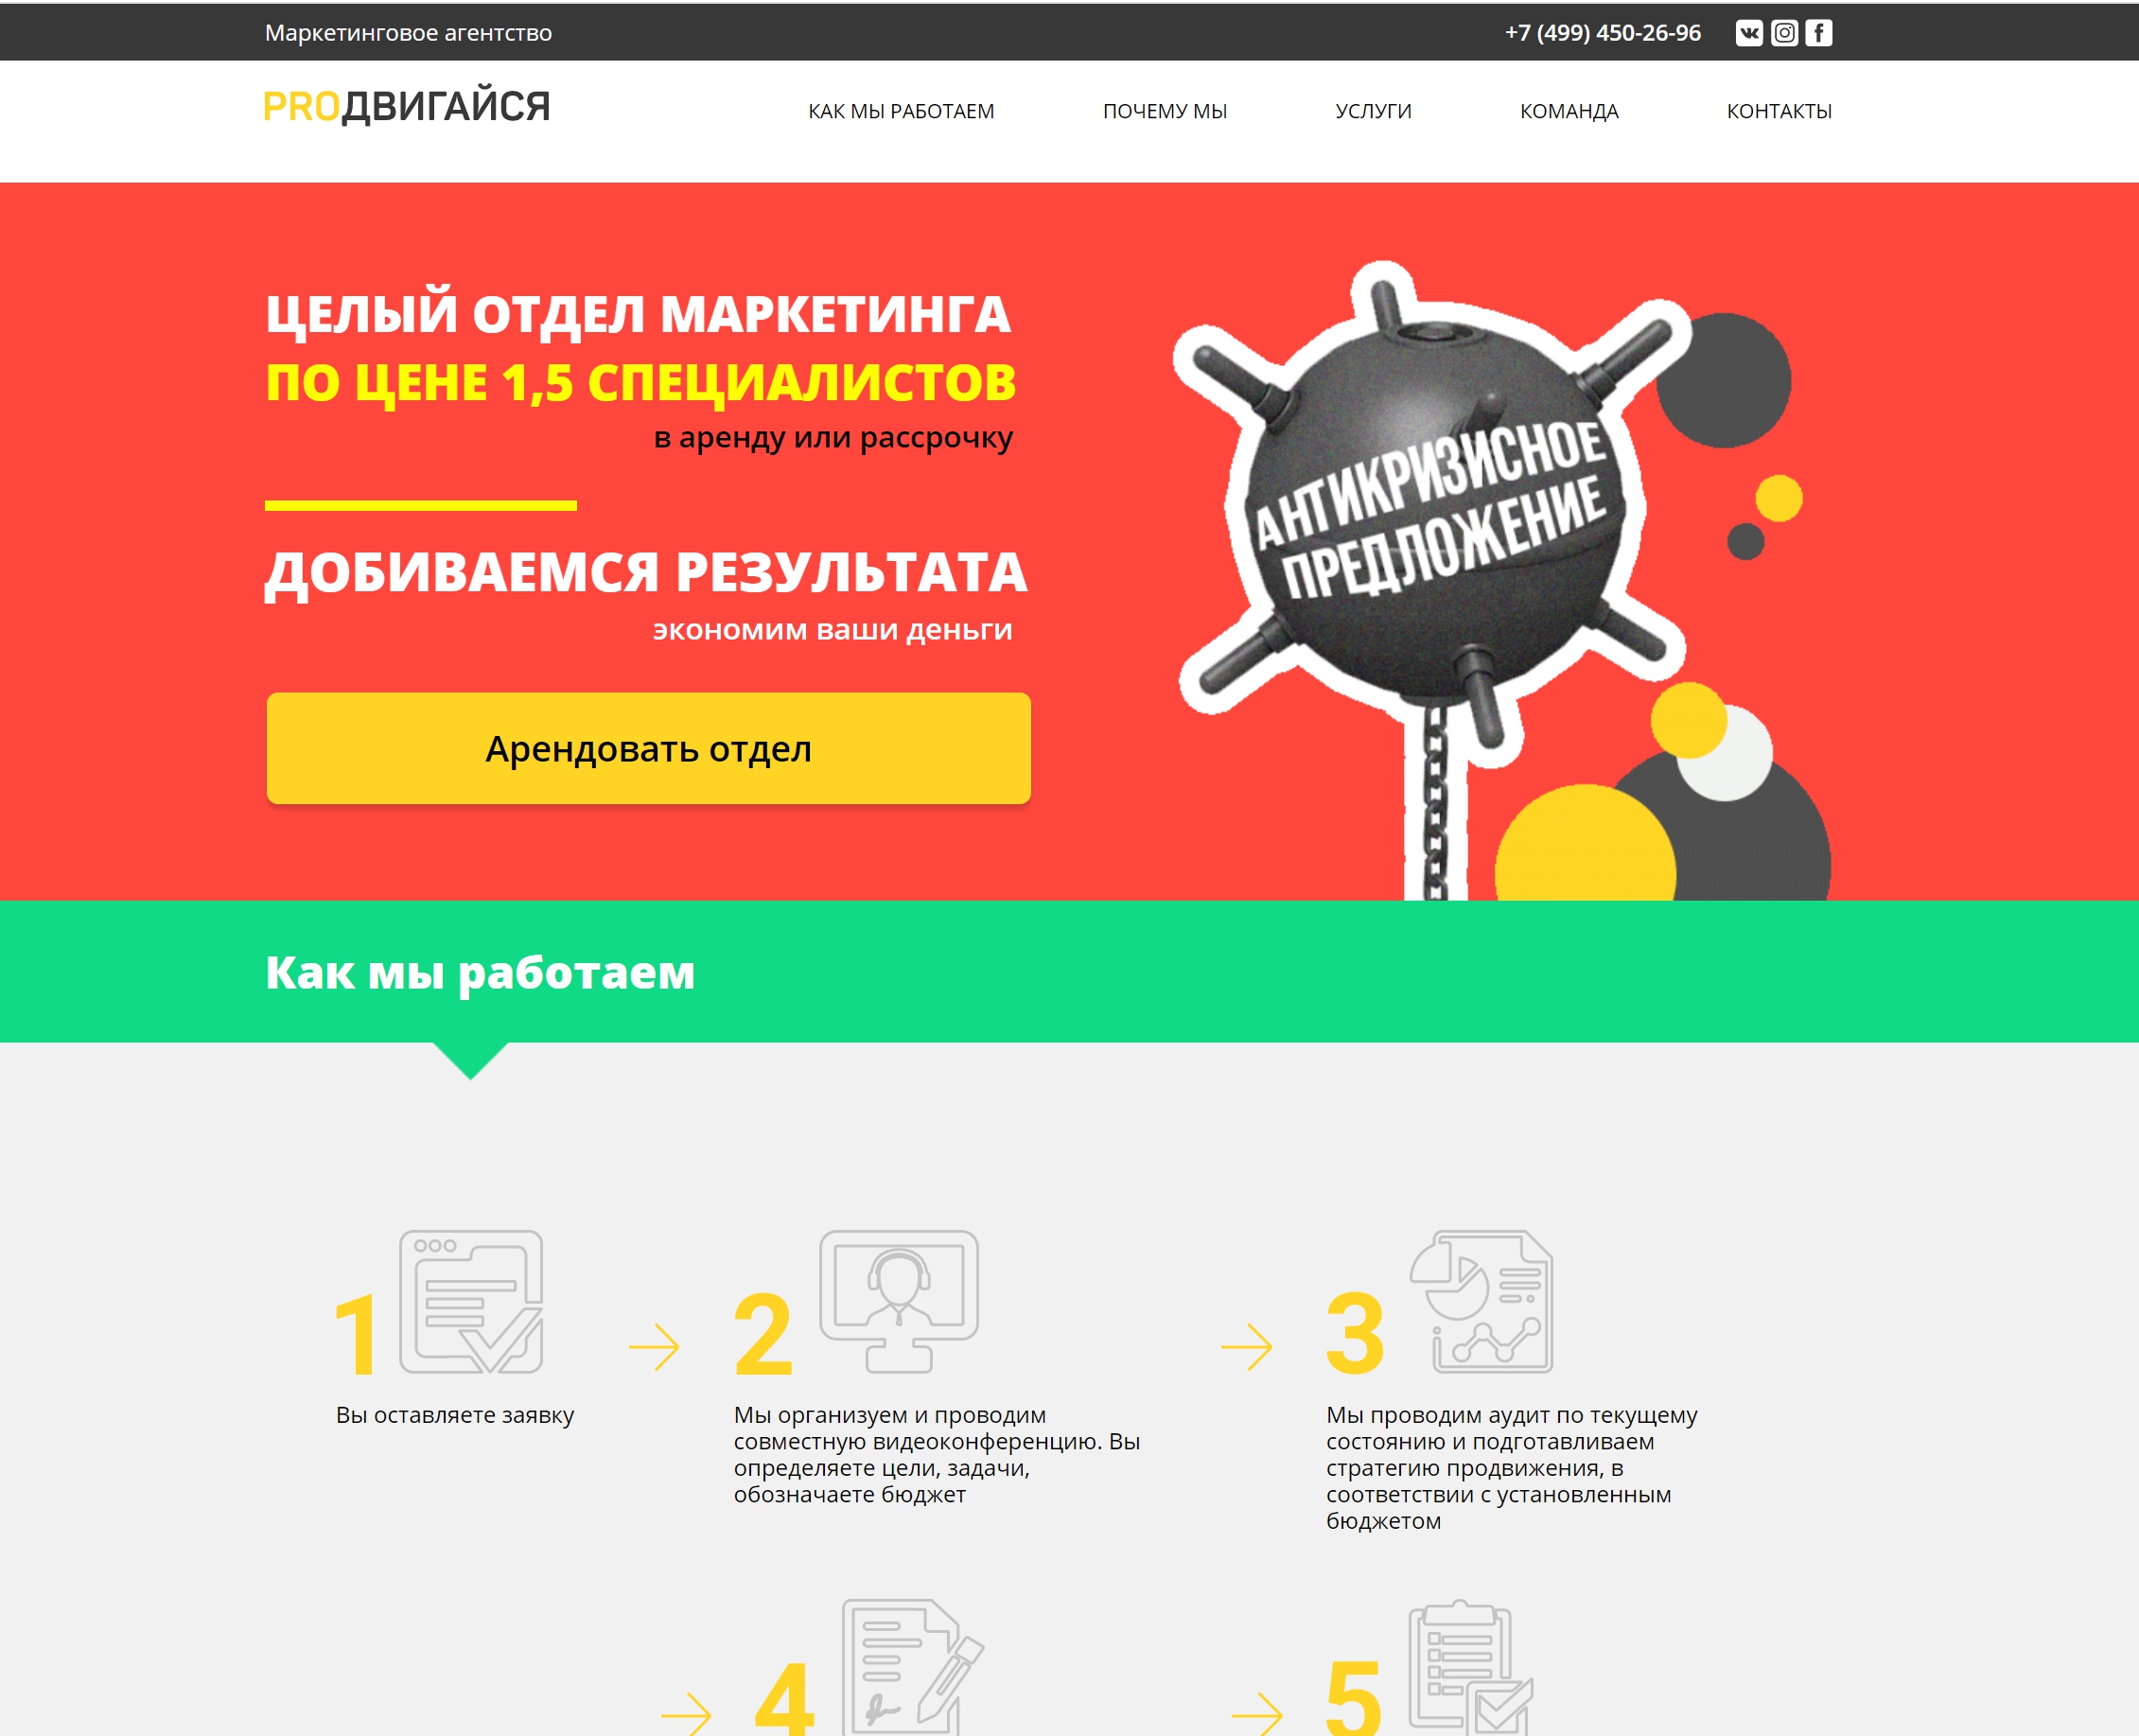 Маркетинговое агентство
+7 (499) 450-26-96
PROДВИГАЙСЯ
КАК МЫ РАБОТАЕМ
ПОЧЕМУ МЫ
УСЛУГИ
КОМАНДА
КОНТАКТЫ
ЦЕЛЫЙ ОТДЕЛ МАРКЕТИНГА
ПО ЦЕНЕ 1,5 СПЕЦИАЛИСТОВ
в аренду или рассрочку
ДОБИВАЕМСЯ РЕЗУЛЬТАТА
экономим ваши деньги
Арендовать отдел
АНТИКРИЗИСНОЕ
ПРЕДЛОЖЕНИЕ
Как мы работаем
1
Вы оставляете заявку
2
Мы организуем и проводим
совместную видеоконференцию. Вы
определяете цели, задачи,
обозначаете бюджет
3
Мы проводим аудит по текущему
состоянию и подготавливаем
стратегию продвижения, в
соответствии с установленным
бюджетом
4
5